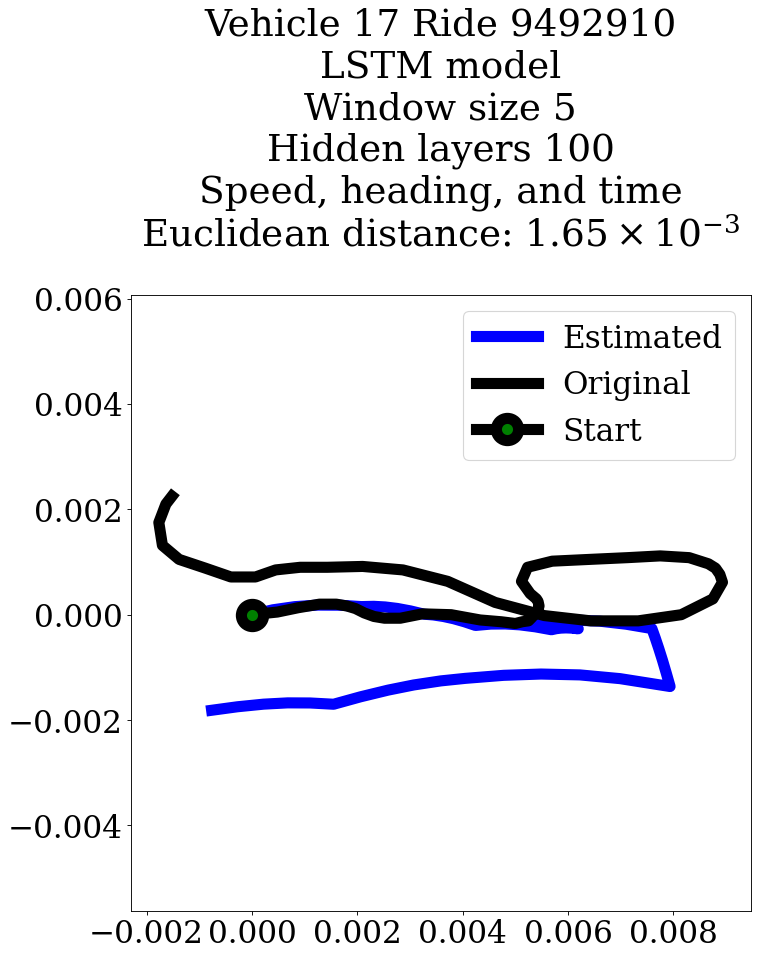 Vehicle 17 Ride 9492910
LSTM model
Window size 5
Hidden layers 100
Speed, heading, and time
Euclidean distance: 1.65 × 10⁻³
0.006
0.004
0.002
0.000
−0.002
−0.004
Estimated
Original
Start
−0.002 0.000 0.002 0.004 0.006 0.008